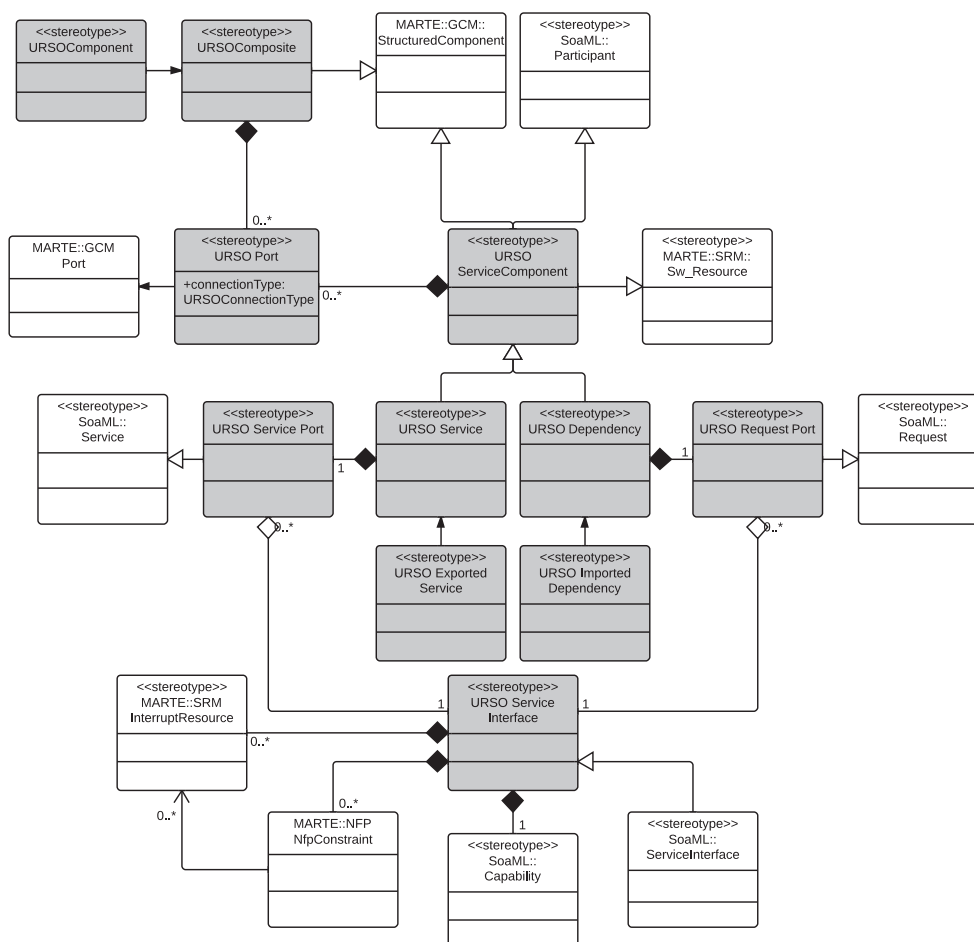 <<stereotype>>
URSOComponent
<<stereotype>>
URSOComposite
MARTE::GCM::
StructuredComponent
<<stereotype>>
SoaML::
Participant
0..*
MARTE::GCM
Port
<<stereotype>>
URSO Port
+connectionType:
URSOConnectionType
0..*
<<stereotype>>
URSO
ServiceComponent
<<stereotype>>
MARTE::SRM::
Sw_Resource
<<stereotype>>
SoaML::
Service
<<stereotype>>
URSO Service Port
1
<<stereotype>>
URSO Service
<<stereotype>>
URSO Dependency
1
<<stereotype>>
URSO Request Port
<<stereotype>>
SoaML::
Request
0..*
0..*
<<stereotype>>
URSO Exported
Service
<<stereotype>>
URSO Imported
Dependency
<<stereotype>>
MARTE::SRM
InterruptResource
0..*
1
<<stereotype>>
URSO Service
Interface
1
0..*
0..*
MARTE::NFP
NfpConstraint
1
<<stereotype>>
SoaML::
Capability
<<stereotype>>
SoaML::
ServiceInterface